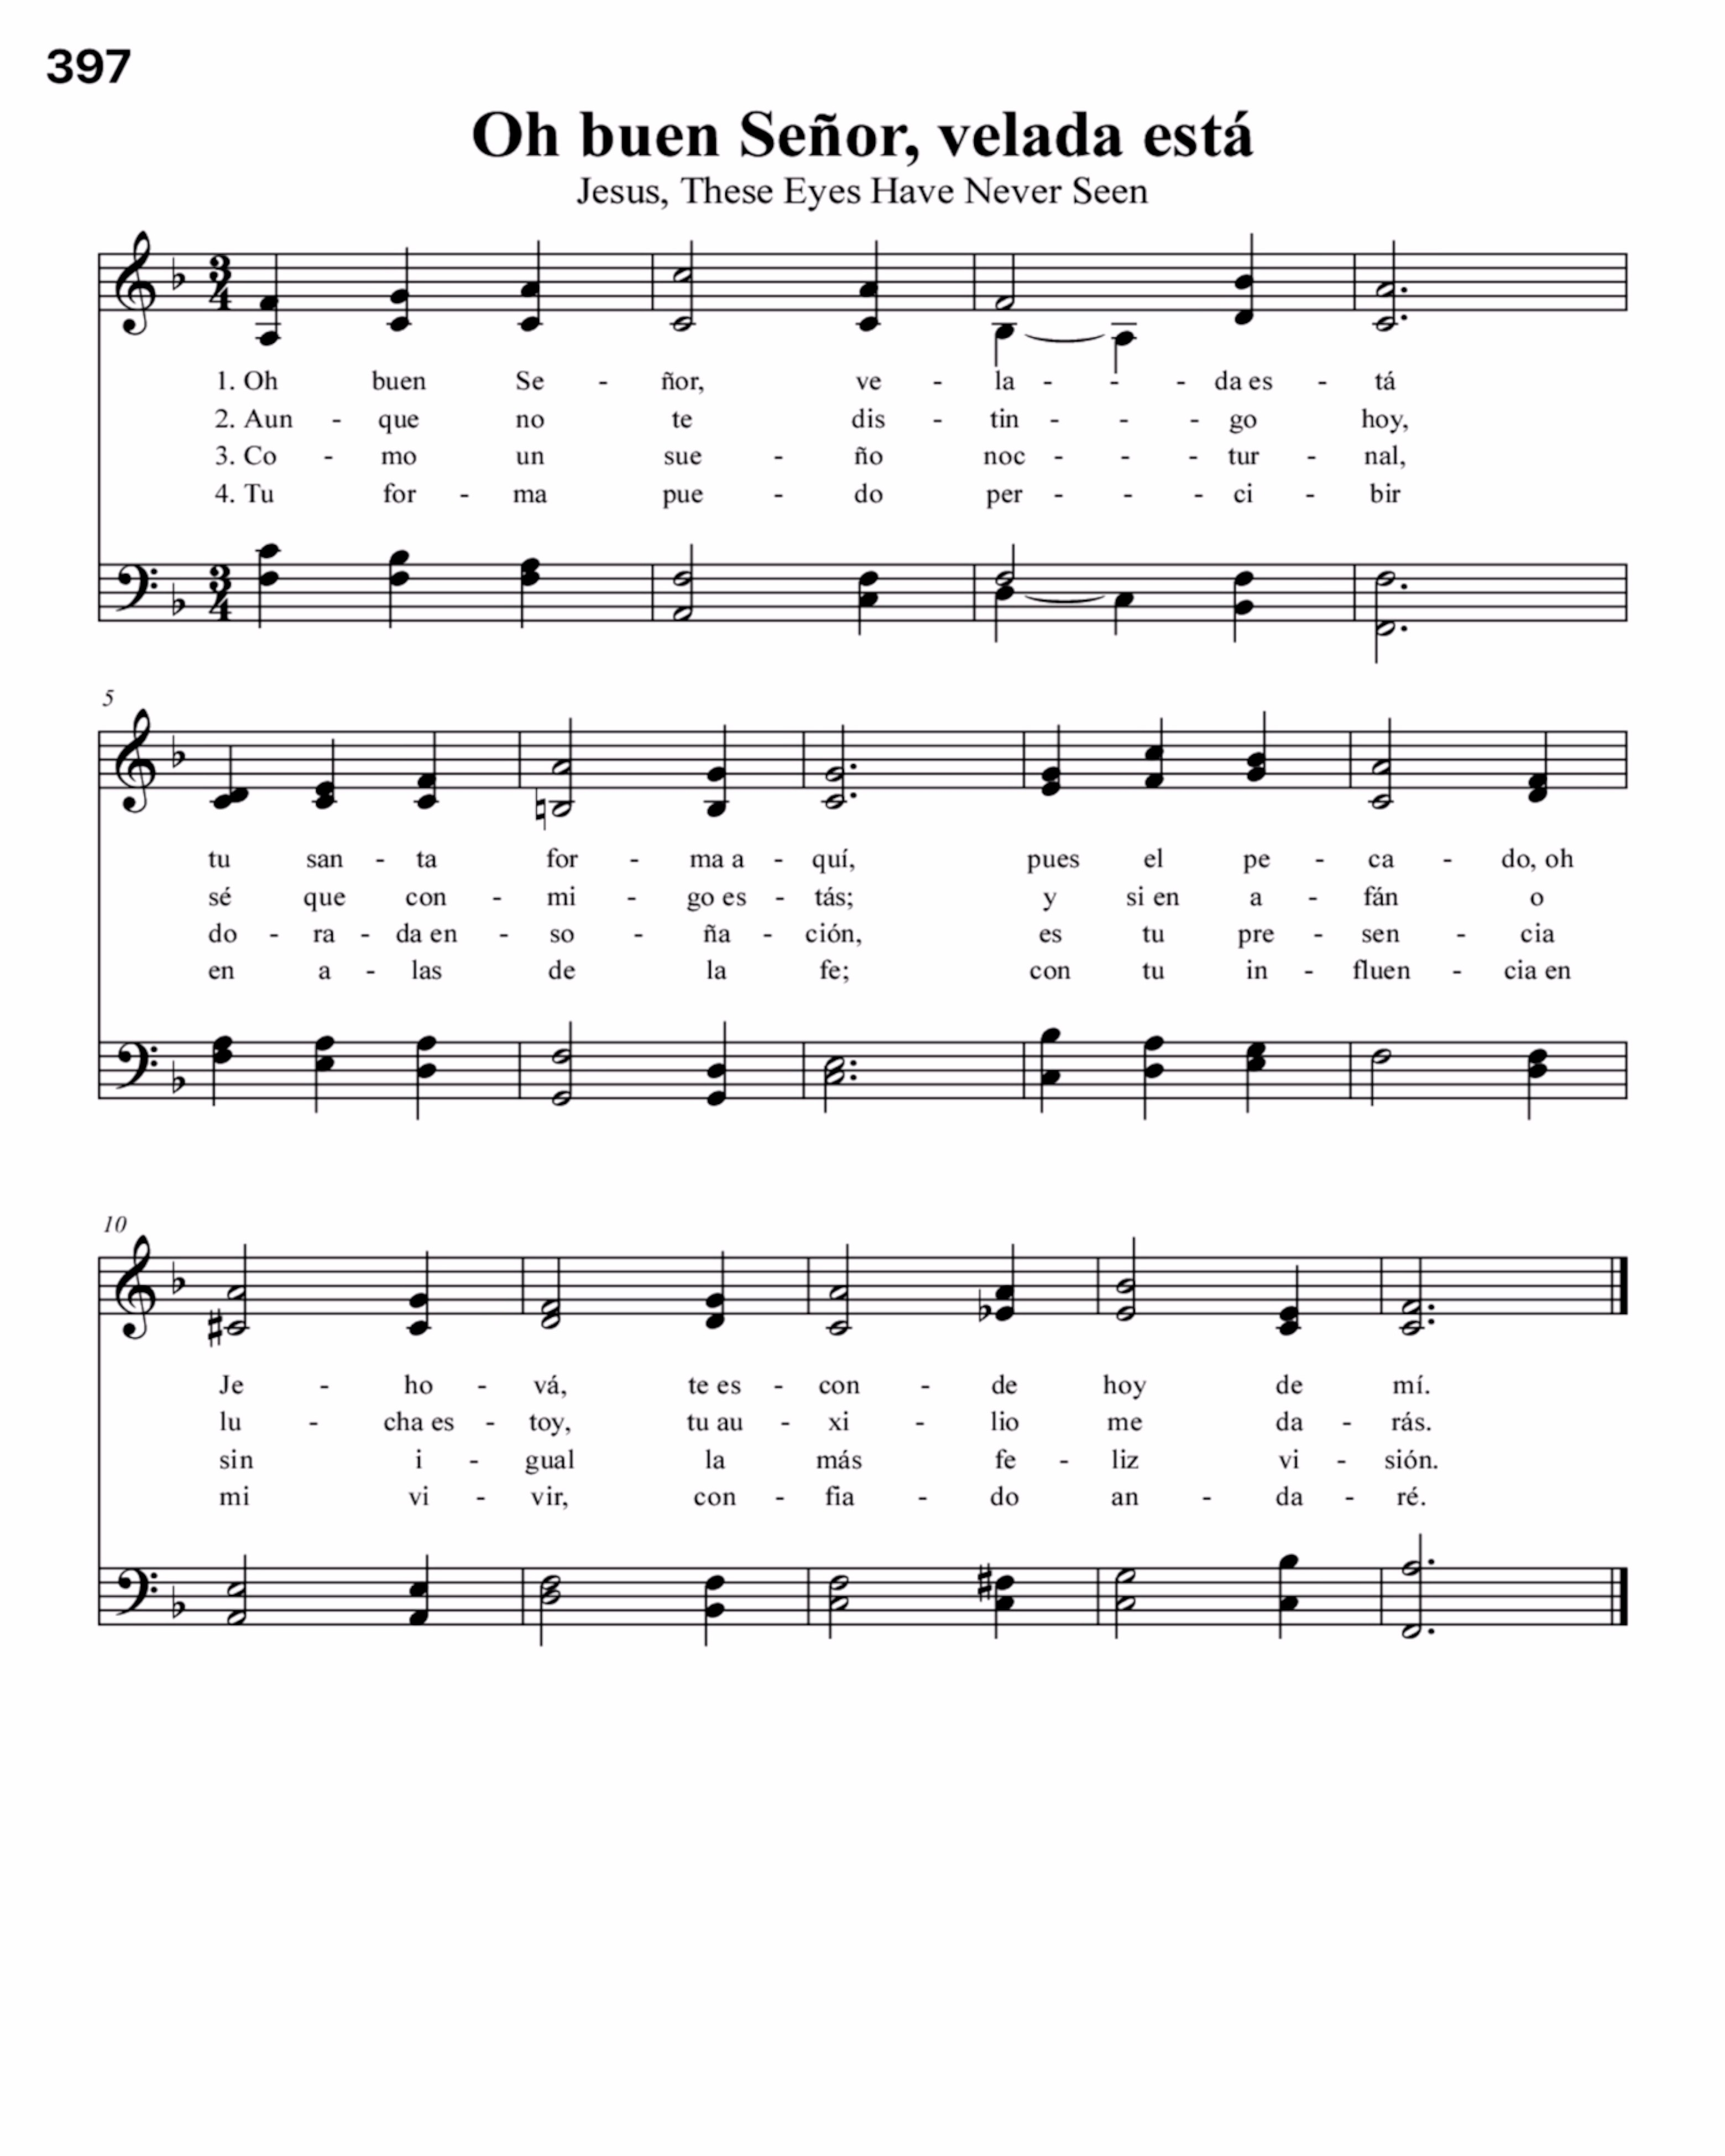 397
Oh buen Señor, velada está
Jesus, These Eyes Have Never Seen
1. Oh buen Se - ñor, ve - la - - - da es - tá
2. Aun - que no te dis - tin - - - go hoy,
3. Co - mo un sue - ño noc - - - tur - nal,
4. Tu for - ma pue - do per - - - ci - bir
5
tu san - ta for - ma a - quí, pues el pe - ca - do, oh
sé que con - mi - go es - tás; y si en a - fán o
do - ra - da en - so - ña - ción, es tu pre - sen - cia
en a - las de la fe; con tu in - fluen - cia en
10
Je - ho - vá, te es - con - de hoy de mí.
lu - cha es - toy, tu au - xi - lio me da - rás.
sin i - gual la más fe - liz vi - sión.
mi vi - vir, con - fia - do an - da - ré.